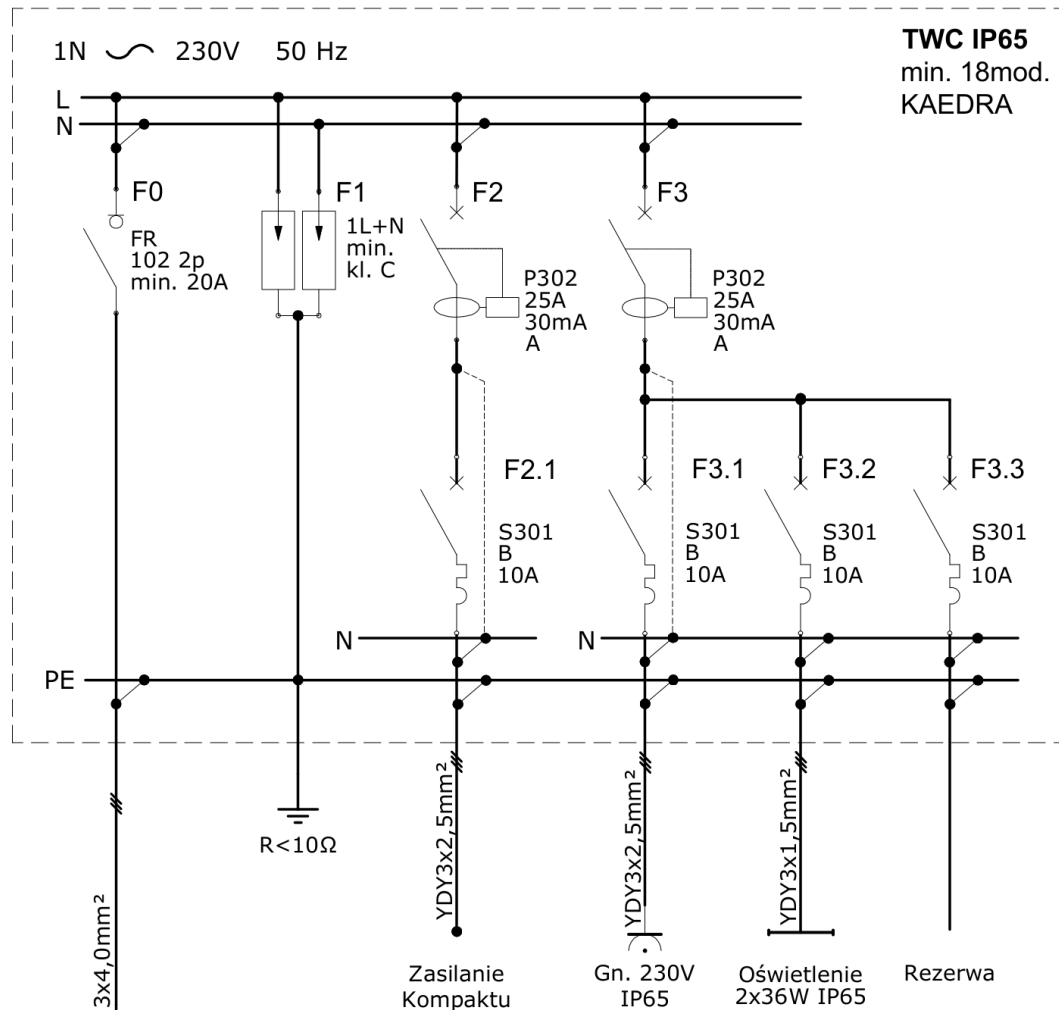 1N 230V 50 Hz
TWC IP65
min. 18mod.
KAEDRA
L
N
F0
FR
102 2p
min. 20A
F1
1L+N
min.
kl. C
F2
P302
25A
30mA
A
F3
P302
25A
30mA
A
F2.1
S301
B
10A
F3.1
S301
B
10A
F3.2
S301
B
10A
F3.3
S301
B
10A
N
N
PE
3x4,0mm²
R<10Ω
YDY3x2,5mm²
Zasilanie
Kompaktu
YDY3x2,5mm²
Gn. 230V
IP65
YDY3x1,5mm²
Oświetlenie
2x36W IP65
Rezerwa